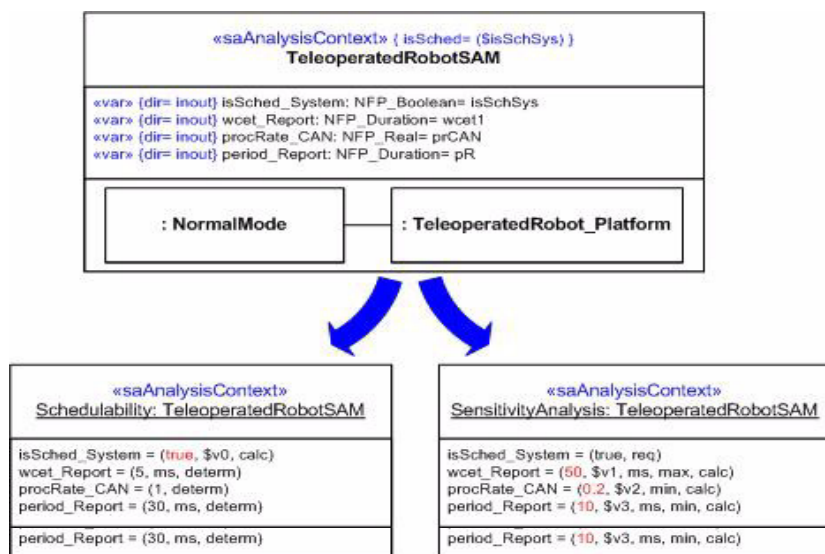 «saAnalysisContext» { isSched= ($isSchSys) }
TeleoperatedRobotSAM
«var» {dir= inout} isSched_System: NFP_Boolean= isSchSys
«var» {dir= inout} wcet_Report: NFP_Duration= wcet1
«var» {dir= inout} procRate_CAN: NFP_Real= prCAN
«var» {dir= inout} period_Report: NFP_Duration= pR
: NormalMode
: TeleoperatedRobot_Platform
«saAnalysisContext»
Schedulability: TeleoperatedRobotSAM
isSched_System = (true, $v0, calc)
wcet_Report = (5, ms, determ)
procRate_CAN = (1, determ)
period_Report = (30, ms, determ)
period_Report = (30, ms, determ)
«saAnalysisContext»
SensitivityAnalysis: TeleoperatedRobotSAM
isSched_System = (true, req)
wcet_Report = (50, $v1, ms, max, calc)
procRate_CAN = (0.2, $v2, min, calc)
period_Report = (10, $v3, ms, min, calc)
period_Report = (10, $v3, ms, min, calc)